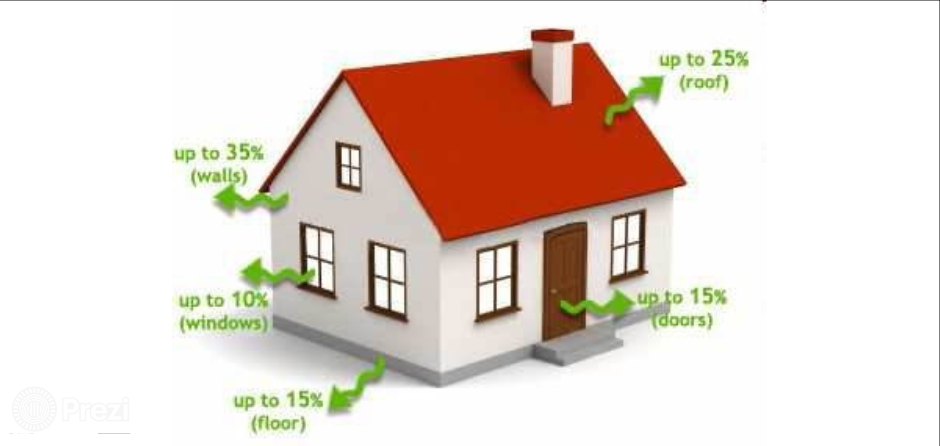 up to 25%
(roof)
up to 35%
(walls)
up to 10%
(windows)
up to 15%
(doors)
up to 15%
(floor)
Prezi